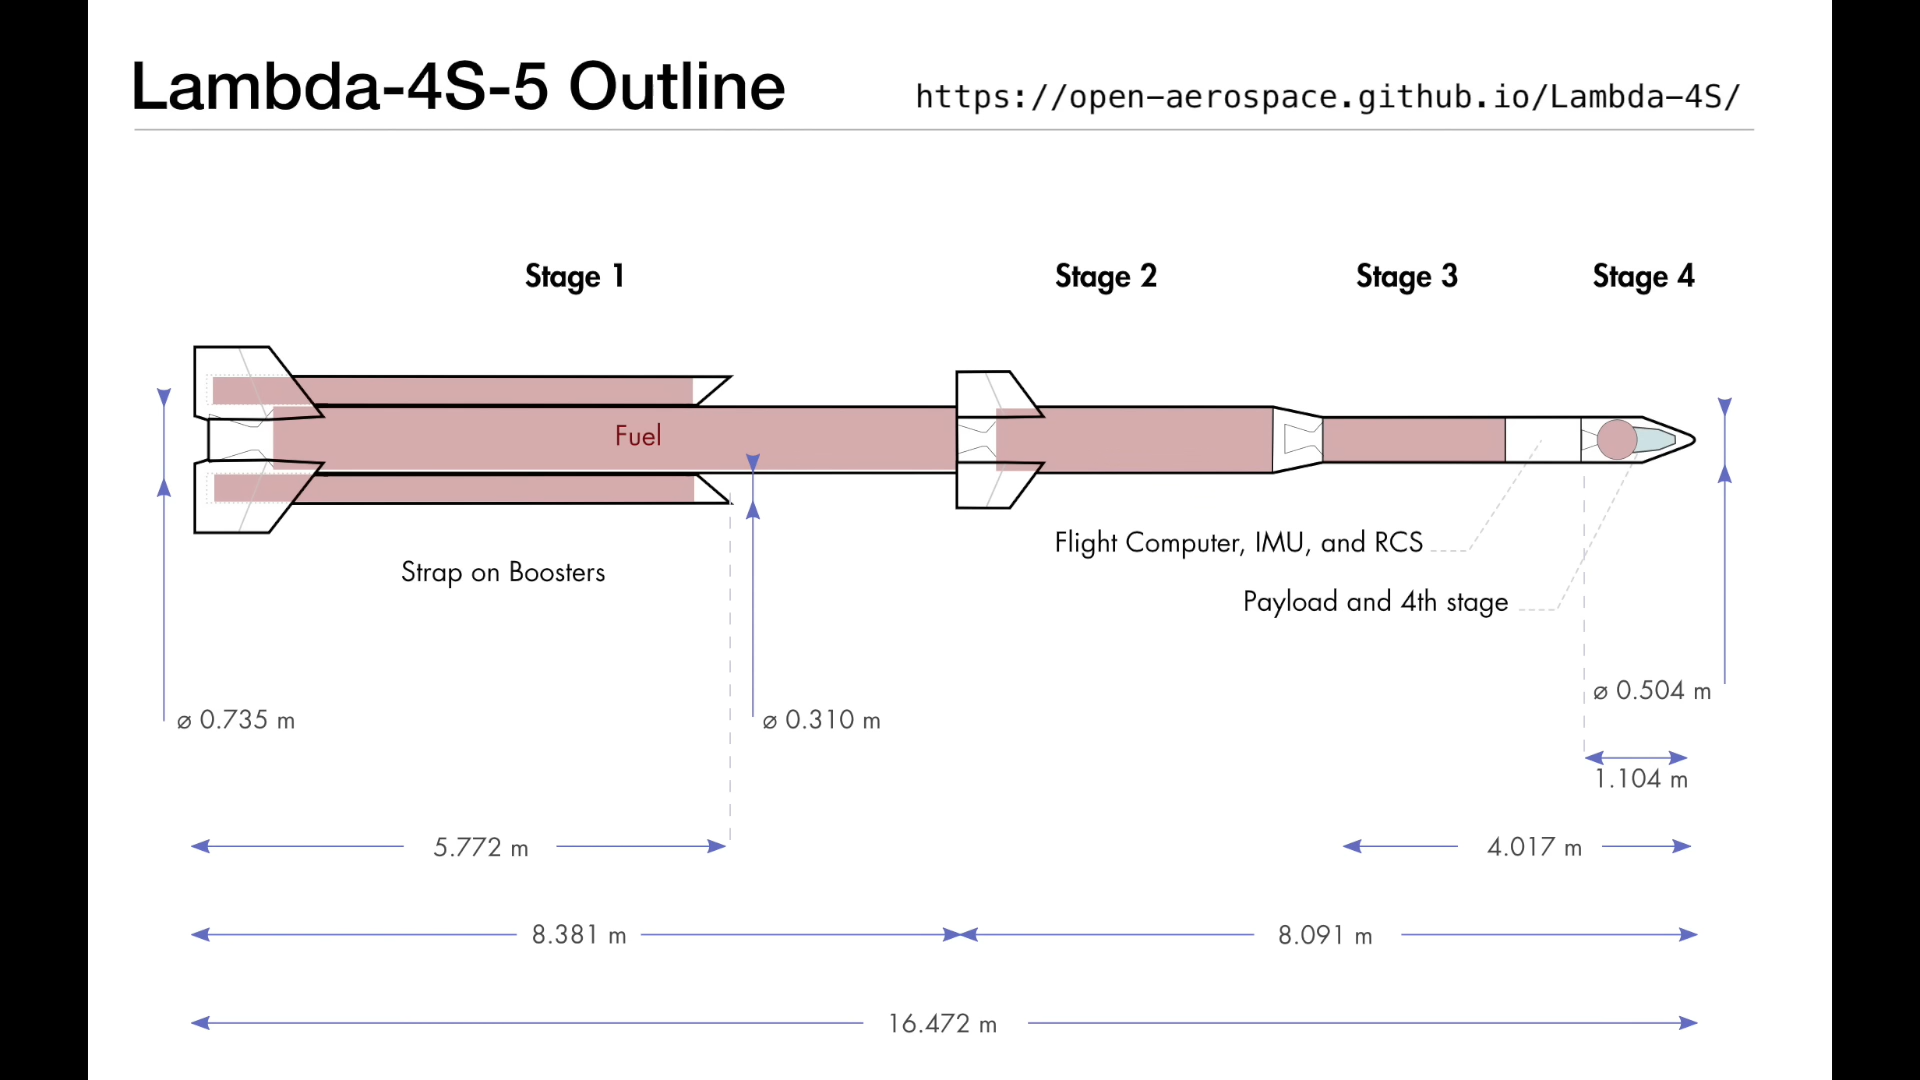 Lambda-4S-5 Outline
https://open-aerospace.github.io/Lambda-4S/
Stage 1
Stage 2
Stage 3
Stage 4
Fuel
Flight Computer, IMU, and RCS
Strap on Boosters
Payload and 4th stage
⌀ 0.504 m
⌀ 0.735 m
⌀ 0.310 m
1.104 m
5.772 m
4.017 m
8.381 m
8.091 m
16.472 m